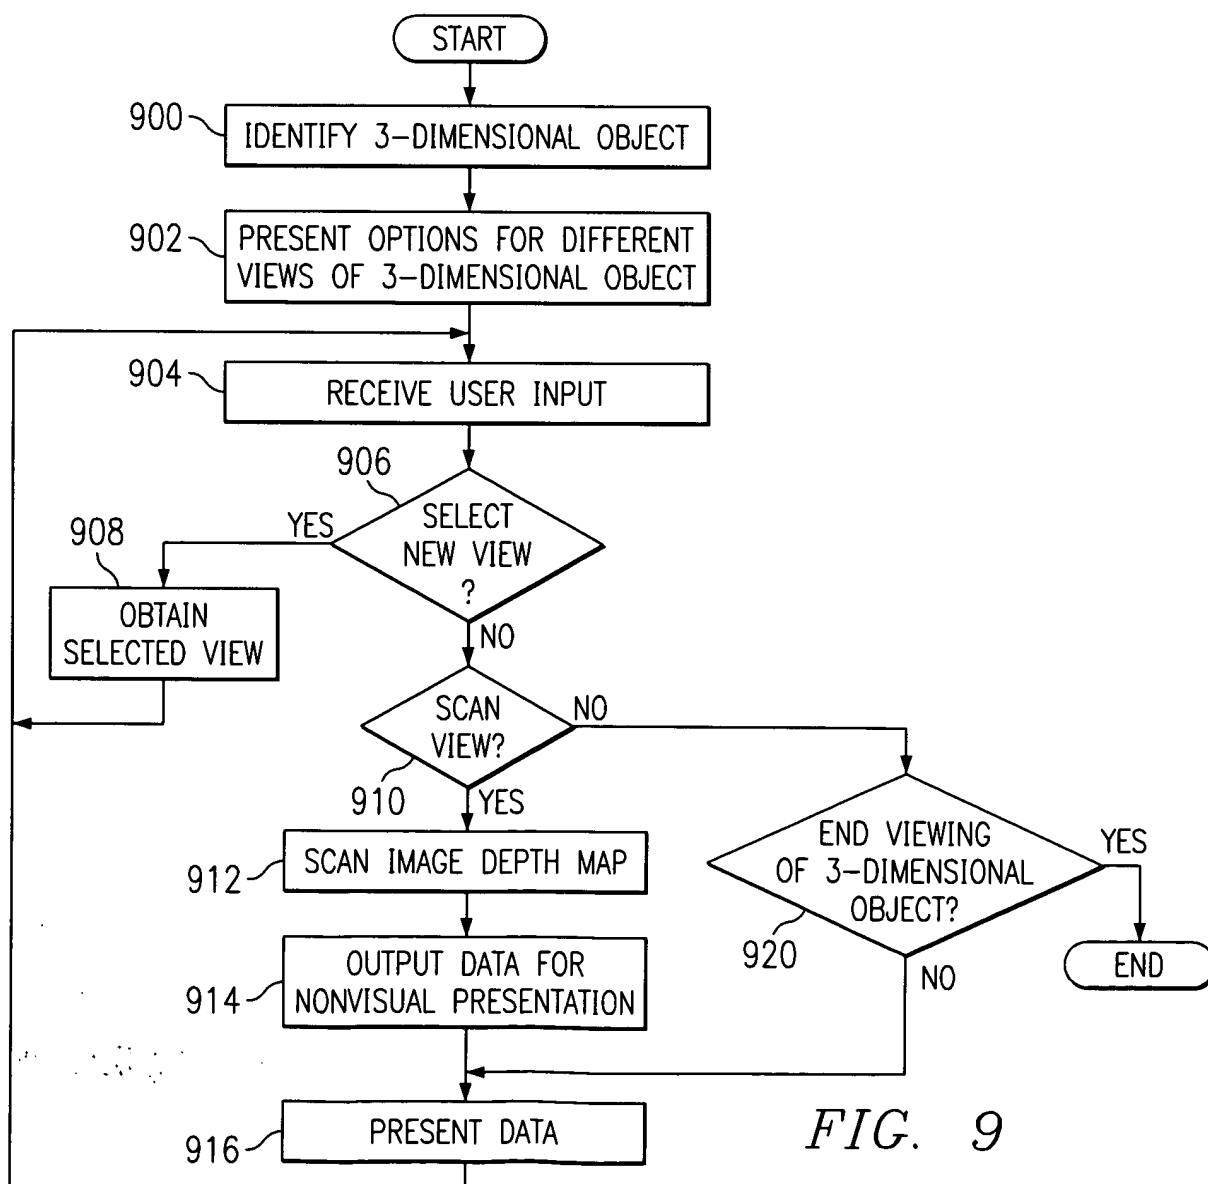 START
900
IDENTIFY 3-DIMENSIONAL OBJECT
902
PRESENT OPTIONS FOR DIFFERENT
VIEWS OF 3-DIMENSIONAL OBJECT
904
RECEIVE USER INPUT
906
SELECT
NEW VIEW
?
YES
908
OBTAIN
SELECTED VIEW
NO
SCAN
VIEW?
NO
910
YES
912
SCAN IMAGE DEPTH MAP
END VIEWING
OF 3-DIMENSIONAL
OBJECT?
YES
920
NO
END
914
OUTPUT DATA FOR
NONVISUAL PRESENTATION
916
PRESENT DATA
FIG. 9